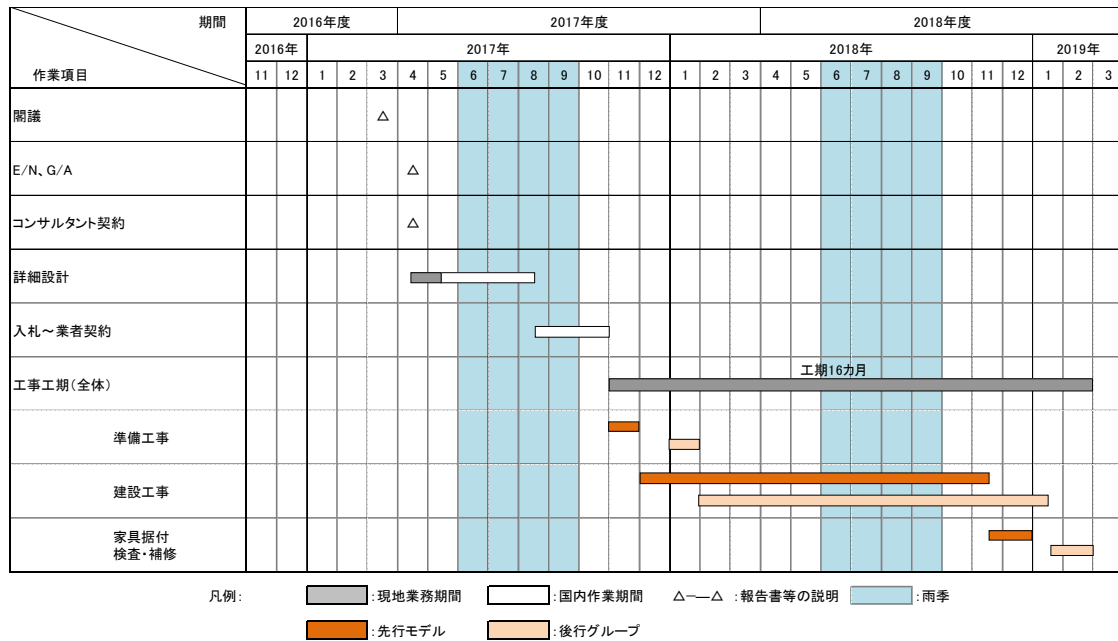 期間
2016年度 2017年度 2018年度
2016年 2017年 2018年 2019年
作業項目
11 12 1 2 3 4 5 6 7 8 9 10 11 12 1 2 3 4 5 6 7 8 9 10 11 12 1 2 3
閣議 △
E/N、G/A △
コンサルタント契約 △
詳細設計
入札～業者契約
工期16カ月
工事工期(全体)
準備工事
建設工事
家具据付
検査・補修
凡例: :現地業務期間 :国内作業期間 △-―△ :報告書等の説明 :雨季
:先行モデル :後行グループ